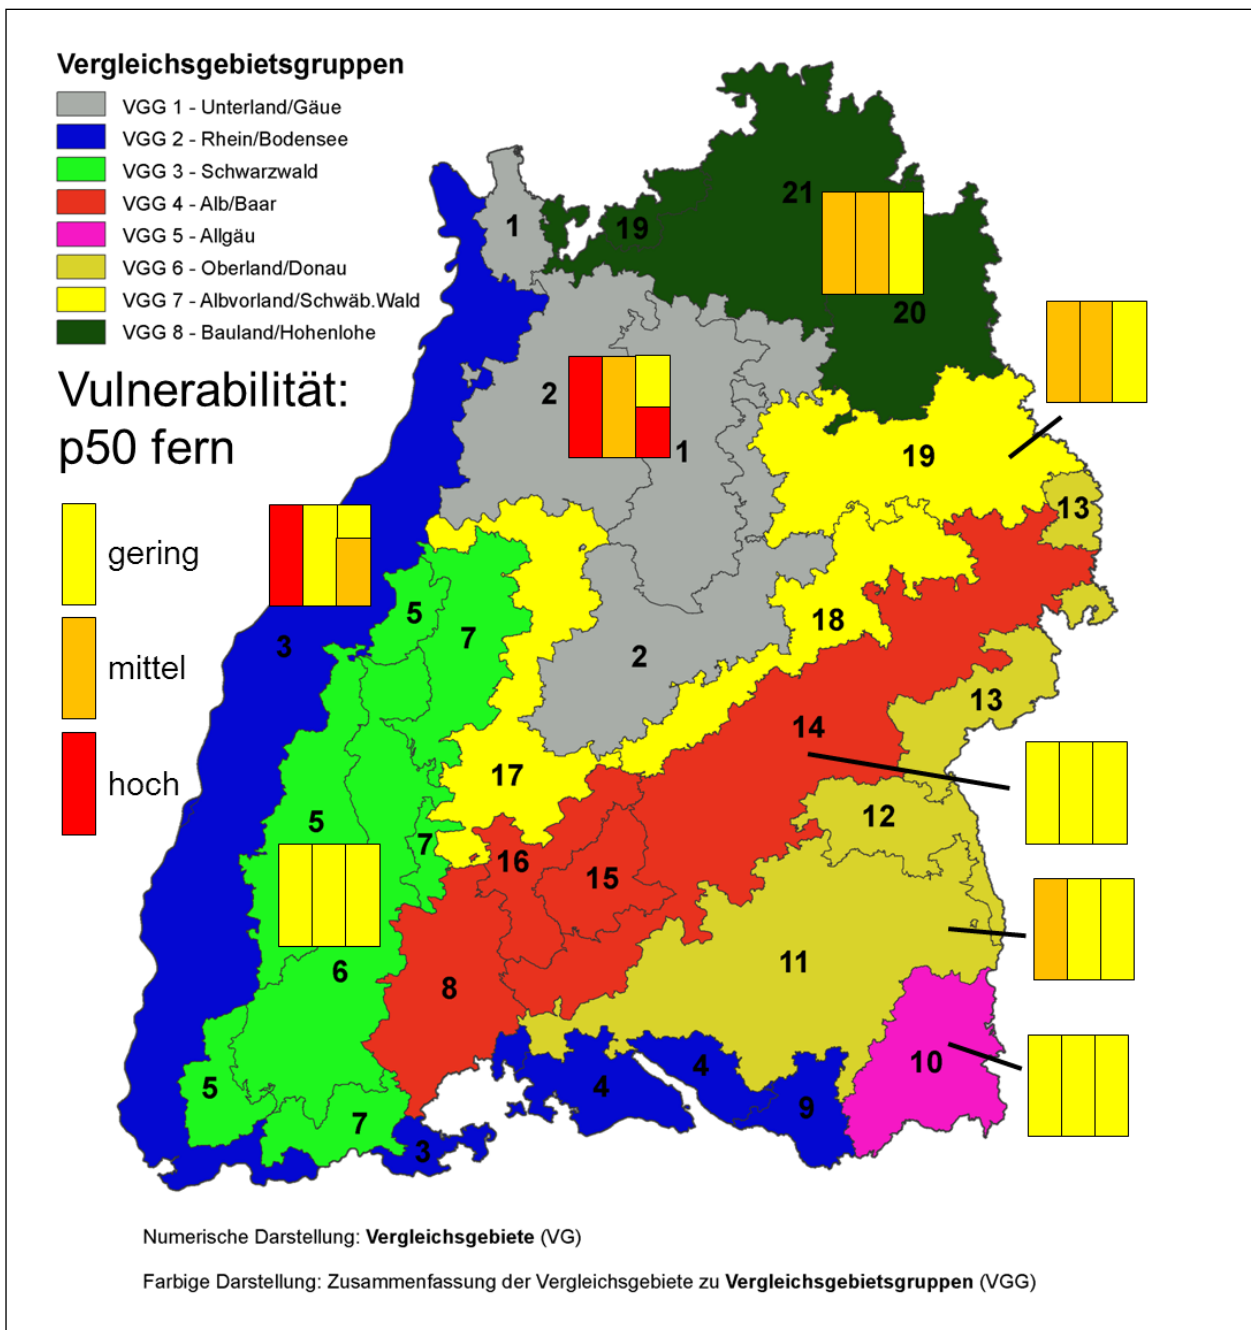 Vergleichsgebietsgruppen
VGG 1 - Unterland/Gäue
VGG 2 - Rhein/Bodensee
VGG 3 - Schwarzwald
VGG 4 - Alb/Baar
VGG 5 - Allgäu
VGG 6 - Oberland/Donau
VGG 7 - Albvorland/Schwäb.Wald
VGG 8 - Bauland/Hohenlohe
Vulnerabilität:
p50 fern
gering
mittel
hoch
21
1
19
20
2
1
19
13
5
7
18
3
2
13
14
17
12
5
7
16
15
11
6
8
10
4
4
9
5
7
3
Numerische Darstellung: Vergleichsgebiete (VG)
Farbige Darstellung: Zusammenfassung der Vergleichsgebiete zu Vergleichsgebietsgruppen (VGG)